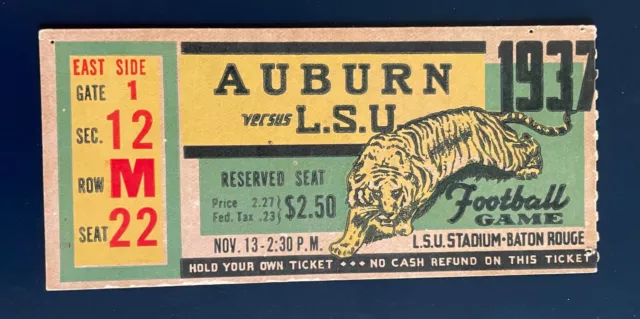 EAST SIDE
GATE 1
SEC. 12
ROW M
SEAT 22
AUBURN
versus L.S.U.
1937
RESERVED SEAT
Price 2.27
Fed. Tax .23
$2.50
Football
GAME
NOV. 13-2:30 P.M.
L.S.U. STADIUM-BATON ROUGE
HOLD YOUR OWN TICKET ••• NO CASH REFUND ON THIS TICKET